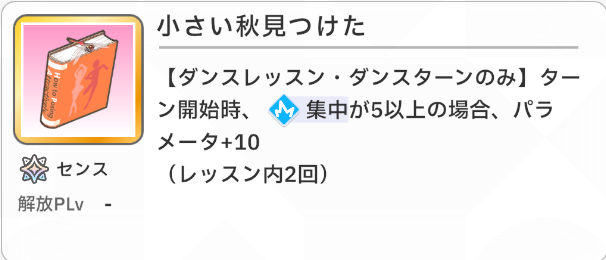 小さい秋見つけた
【ダンスレッスン・ダンスターンのみ】ター
ン開始時、集中が5以上の場合、パラ
メータ+10
（レッスン内2回）
センス
解放PLv -